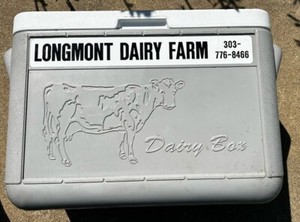 LONGMONT DAIRY FARM 303-
776-8466
Dairy Box